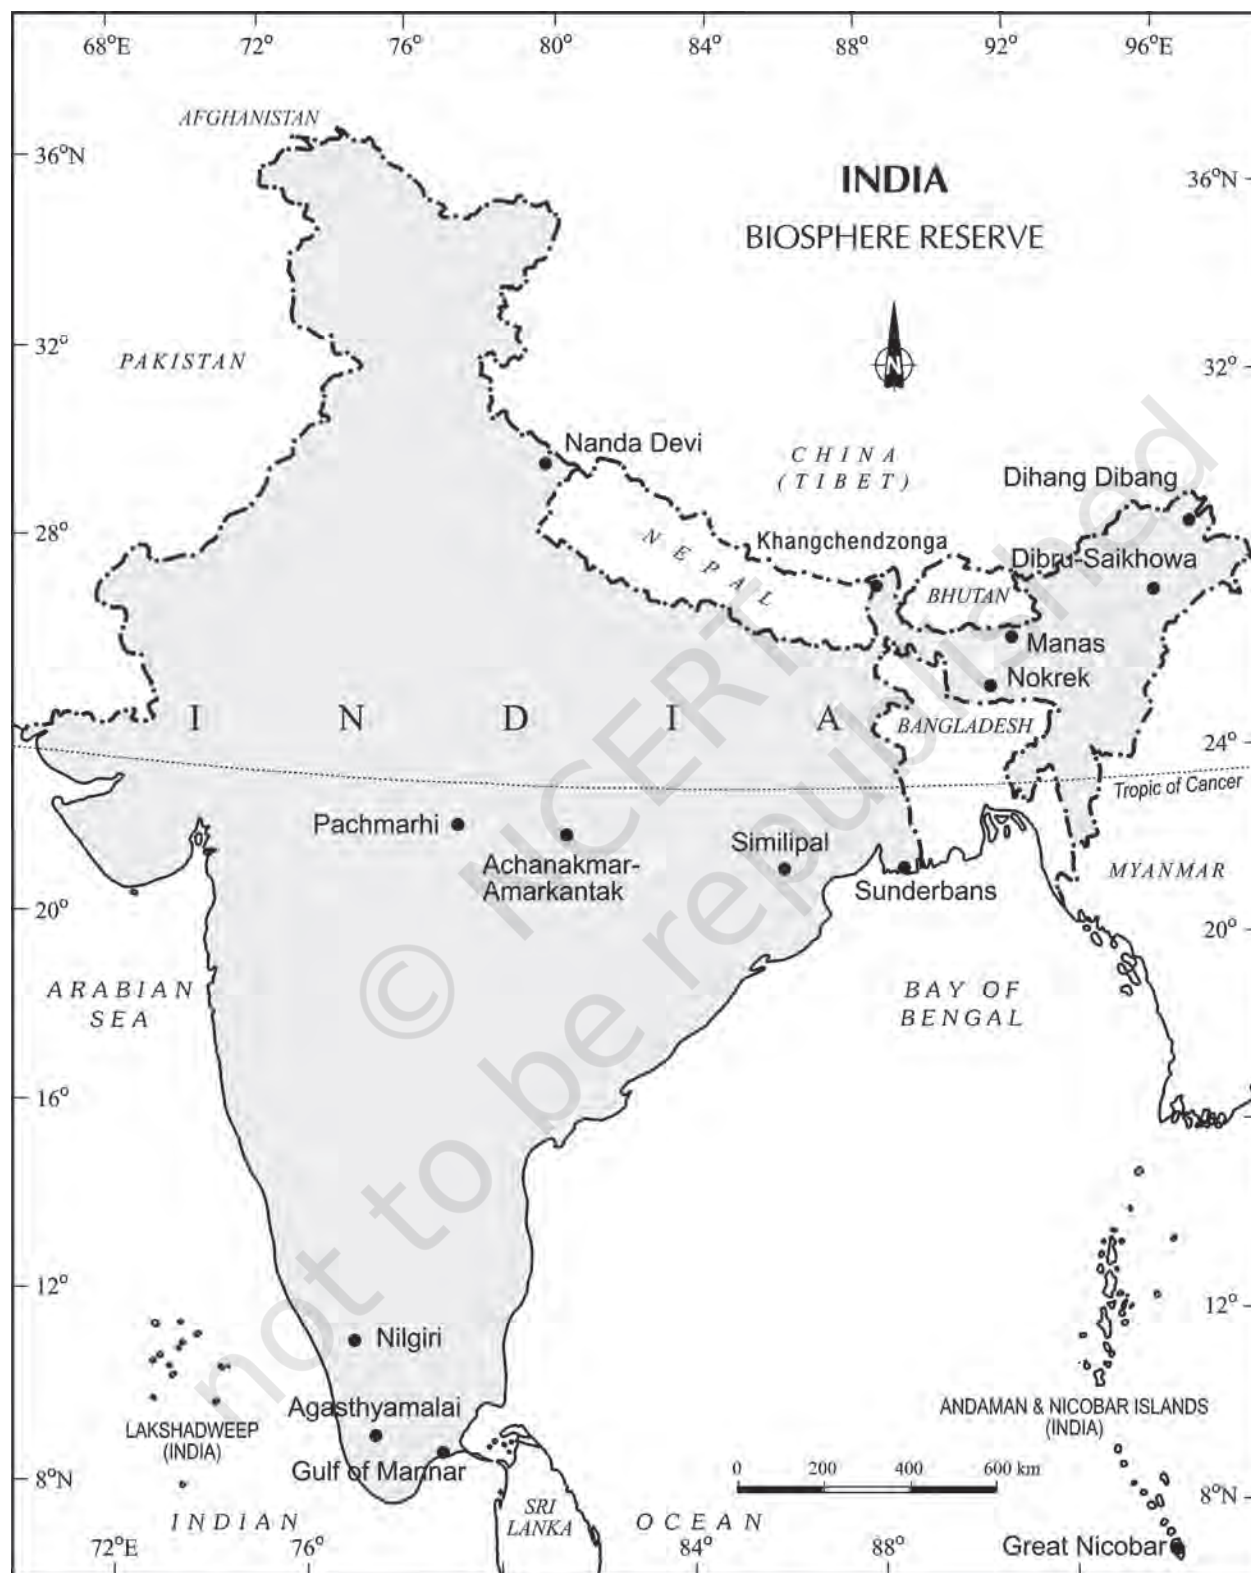 68°E 72° 76° 80° 84° 88° 92° 96°E
AFGHANISTAN
36°N
INDIA
36°N
BIOSPHERE RESERVE
N
32°
PAKISTAN
32°
Nanda Devi
CHINA
(TIBET)
Dihang Dibang
28°
NEPAL
Khangchendzonga
Dibru-Saikhowa
BHUTAN
Manas
Nokrek
I N D I A
BANGLADESH
24°
Tropic of Cancer
Pachmarhi
Achanakmar-
Amarkantak
Similipal
Sunderbans
MYANMAR
20°
20°
ARABIAN
SEA
BAY OF
BENGAL
© NCERT
not to be republished
16°
12°
12°
Nilgiri
Agasthyamalai
Gulf of Mannar
LAKSHADWEEP
(INDIA)
ANDAMAN & NICOBAR ISLANDS
(INDIA)
0 200 400 600 km
8°N
8°N
SRI
LANKA
INDIAN OCEAN
Great Nicobar
72°E 76° 84° 88°